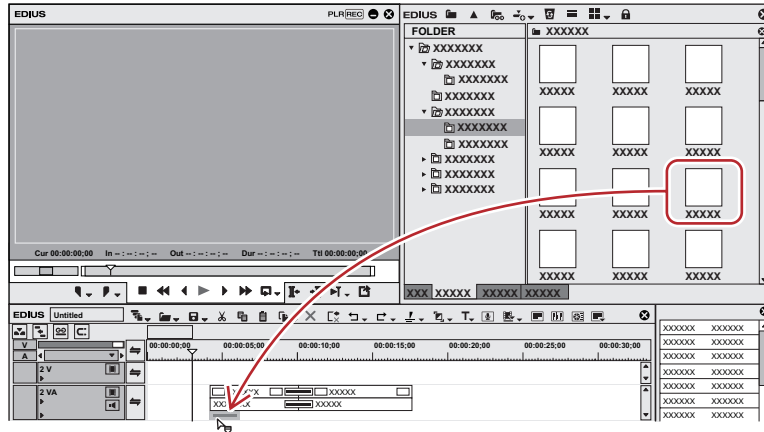 EDIUS PLR REC
Cur 00:00:00;00 In --:--:--;-- Out --:--:--;-- Dur --:--:--;-- Ttl 00:00:00;00
EDIUS
FOLDER XXXXXX
XXXXXXX
XXXXXXX
XXXXXXX
XXXXXXX
XXXXXXX
XXXXXXX
XXXXXXX
XXXXXXX
XXXXXXX
XXXXXXX
XXXXX XXXXX XXXXX
XXXXX XXXXX XXXXX
XXXXX XXXXX XXXXX
XXXXX XXXXX XXXXX
XXX XXXXX XXXXX XXXXX
EDIUS Untitled
V
A
00:00:00;00 00:00:05;00 00:00:10;00 00:00:15;00 00:00:20;00 00:00:25;00 00:00:30;00
2 V
2 VA
XXXXX
XXXXX
XXXXXX XXXXXX
XXXXXX XXXXXX
XXXXXX XXXXXX
XXXXXX XXXXXX
XXXXXX XXXXXX
XXXXXX XXXXXX
XXXXXX XXXXXX